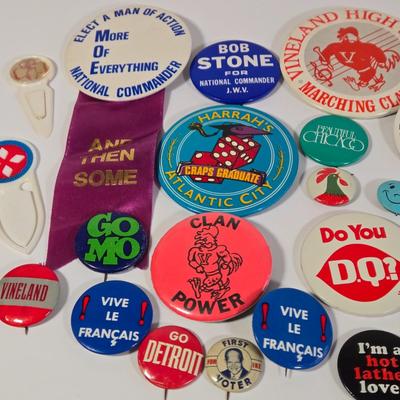 ELECT A MAN OF ACTION
MORE
OF
EVERYTHING
NATIONAL COMMANDER
AND
THEN
SOME
BOB
STONE
FOR
NATIONAL COMMANDER
J.W.V.
VINELAND HIGH
V
MARCHING CLA
HARRAH'S
CRAPS GRADUATE
ATLANTIC CITY
BEAUTIFUL
CHICAGO
GO
MO
CLAN
POWER
Do You
D.Q.?
VINELAND
! VIVE !
LE
FRANÇAIS
GO
DETROIT
FIRST
FOR IKE
VOTER
! VIVE !
LE
FRANÇAIS
I'm a
hot
lathe
love